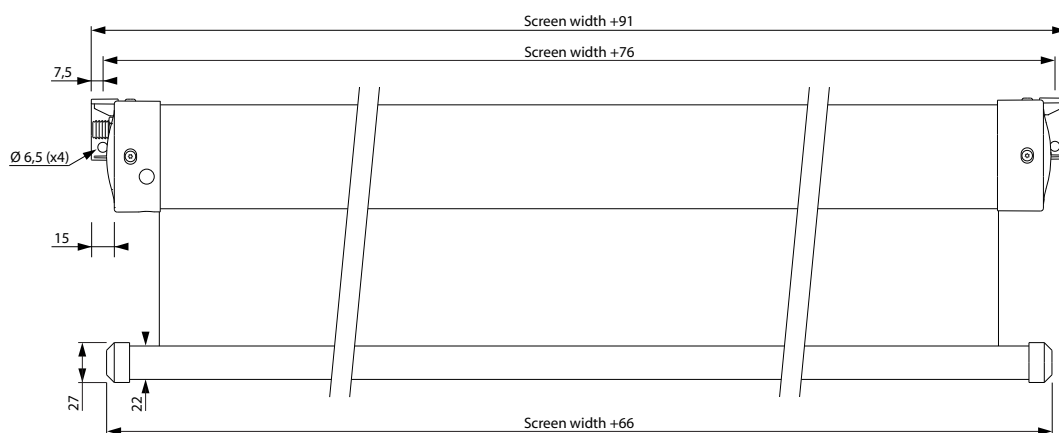 Screen width +91
Screen width +76
7,5
Ø 6,5 (x4)
15
27
22
Screen width +66